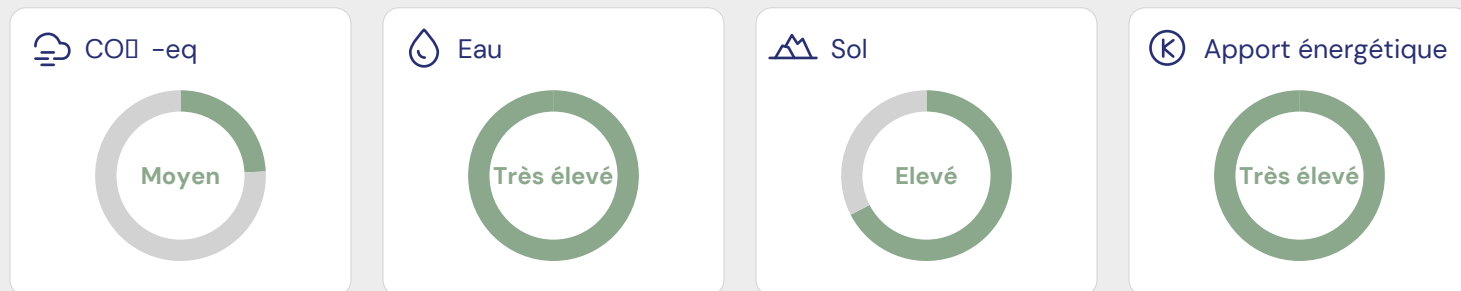 CO▯ -eq
Eau
Sol
Apport énergétique
Moyen
Très élevé
Elevé
Très élevé